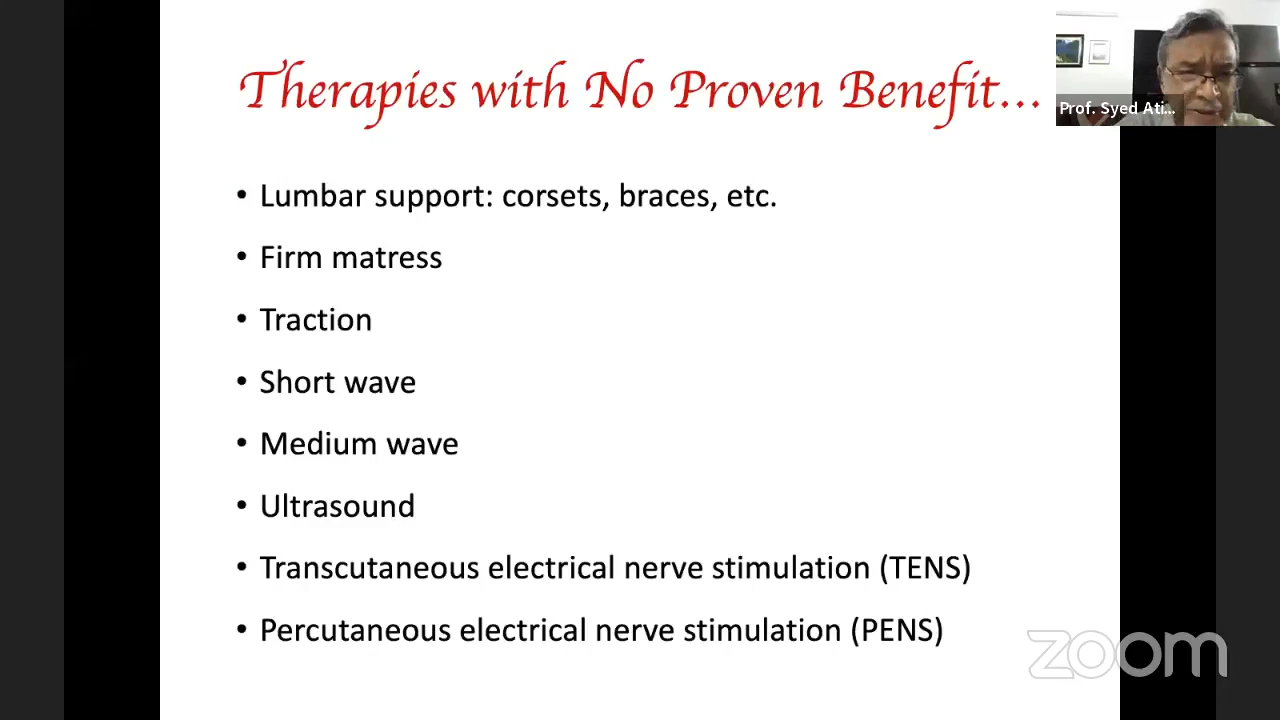 Therapies with No Proven Benefit...
Prof. Syed Ati...
• Lumbar support: corsets, braces, etc.
• Firm matress
• Traction
• Short wave
• Medium wave
• Ultrasound
• Transcutaneous electrical nerve stimulation (TENS)
• Percutaneous electrical nerve stimulation (PENS)
zoom